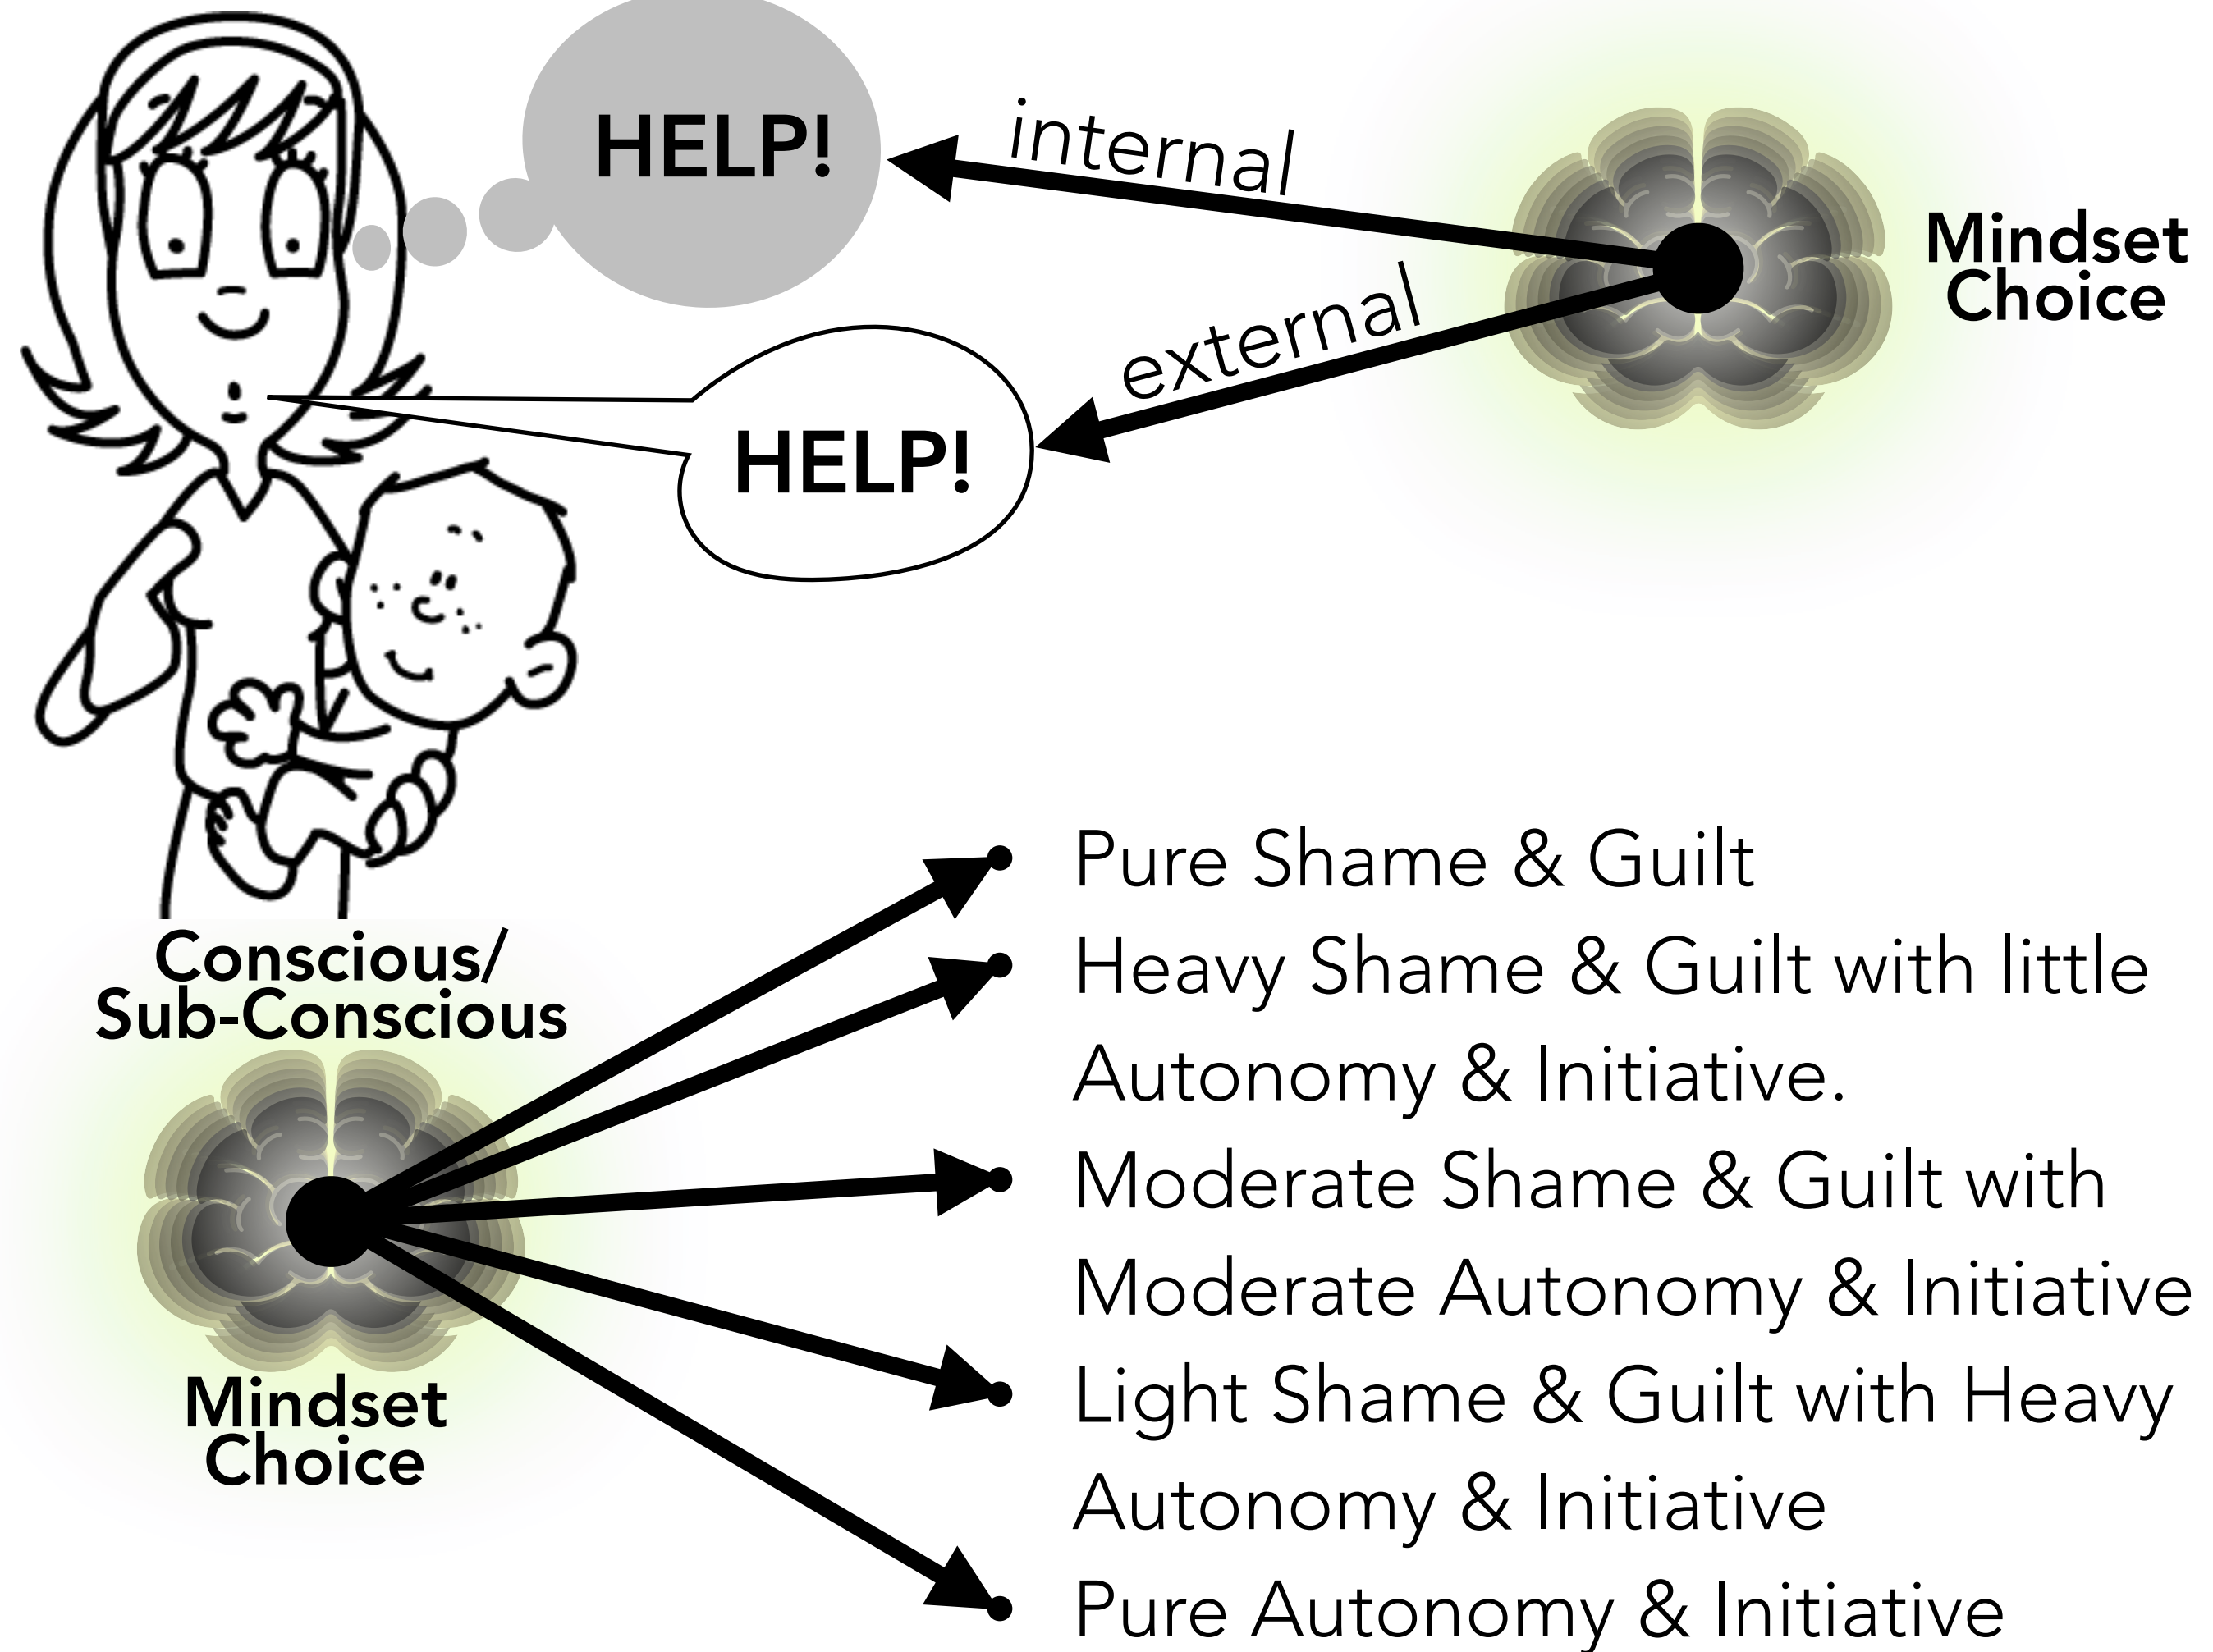 HELP!
internal
Mindset
Choice
external
HELP!
Pure Shame & Guilt
Heavy Shame & Guilt with little
Autonomy & Initiative.
Moderate Shame & Guilt with
Moderate Autonomy & Initiative
Light Shame & Guilt with Heavy
Autonomy & Initiative
Pure Autonomy & Initiative
Conscious/
Sub-Conscious
Mindset
Choice